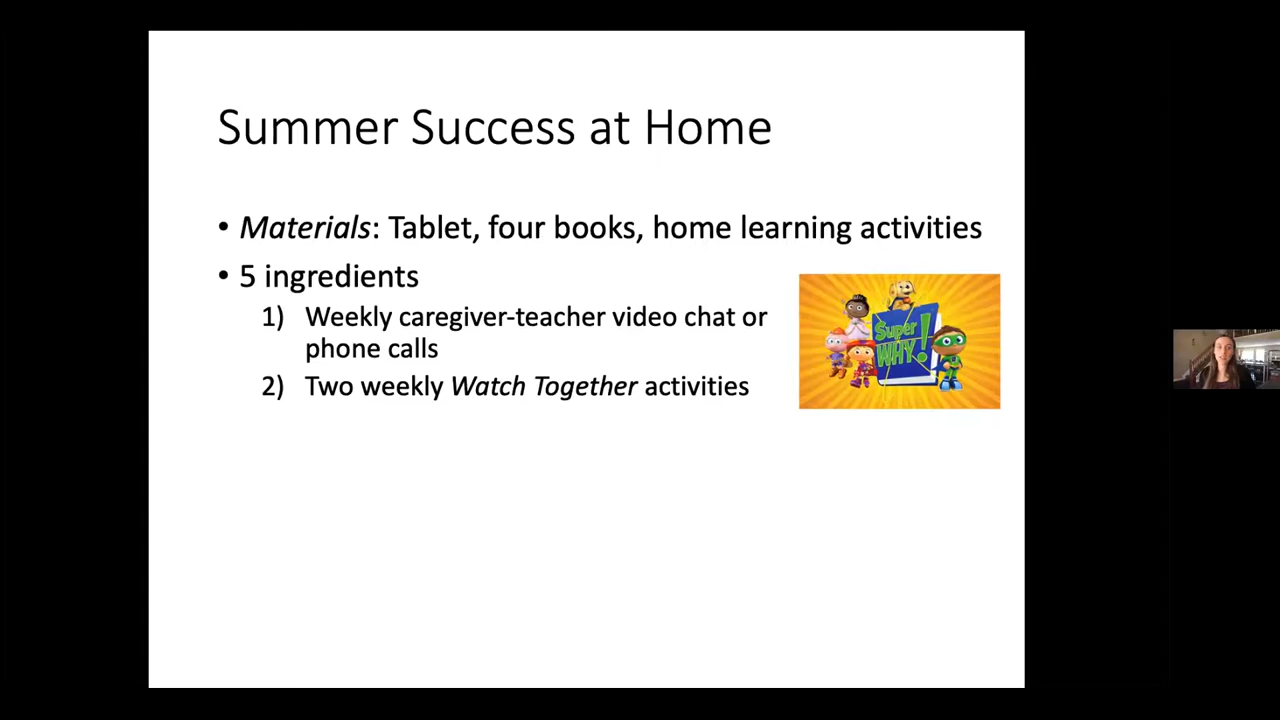 Summer Success at Home
• Materials: Tablet, four books, home learning activities
• 5 ingredients
1) Weekly caregiver-teacher video chat or
phone calls
2) Two weekly Watch Together activities
Super
WHY!